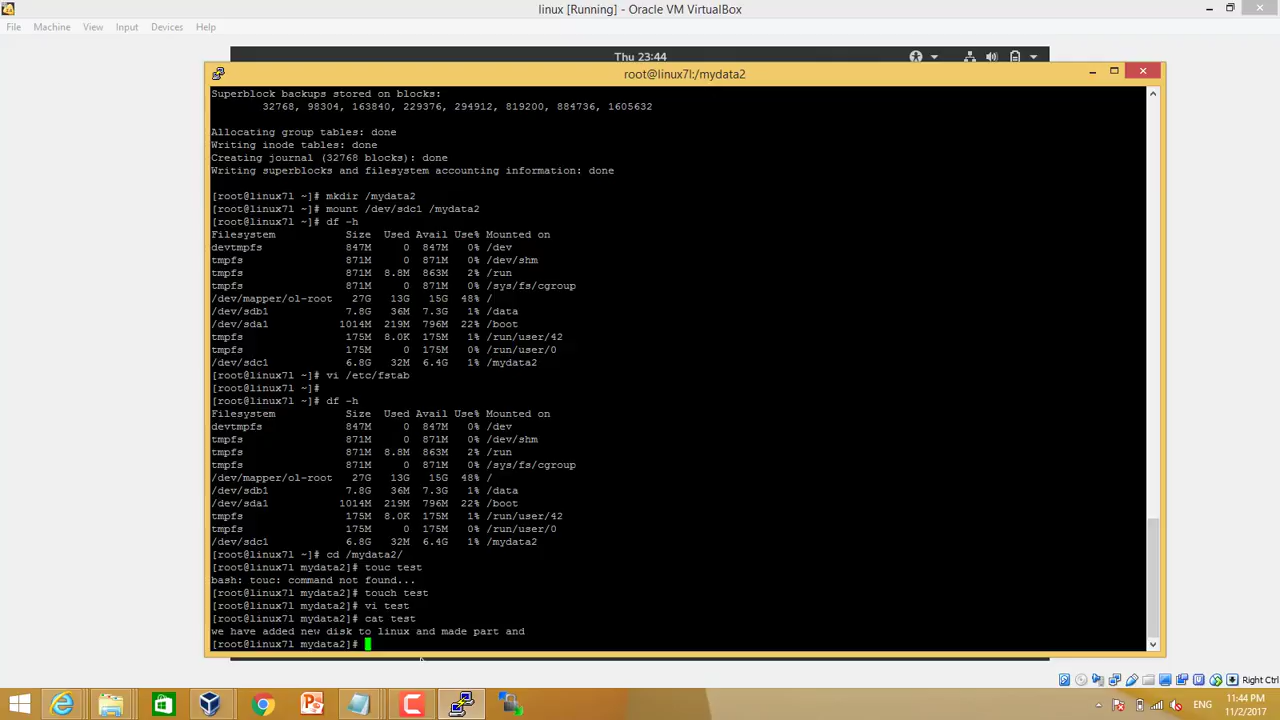 linux [Running] - Oracle VM VirtualBox
File Machine View Input Devices Help
Thu 23:44
root@linux7l:/mydata2
Superblock backups stored on blocks:
32768, 98304, 163840, 229376, 294912, 819200, 884736, 1605632
Allocating group tables: done
Writing inode tables: done
Creating journal (32768 blocks): done
Writing superblocks and filesystem accounting information: done
[root@linux7l ~]# mkdir /mydata2
[root@linux7l ~]# mount /dev/sdc1 /mydata2
[root@linux7l ~]# df -h
Filesystem Size Used Avail Use% Mounted on
devtmpfs 847M 0 847M 0% /dev
tmpfs 871M 0 871M 0% /dev/shm
tmpfs 871M 8.8M 863M 2% /run
tmpfs 871M 0 871M 0% /sys/fs/cgroup
/dev/mapper/ol-root 27G 13G 15G 48% /
/dev/sdb1 7.8G 36M 7.3G 1% /data
/dev/sda1 1014M 219M 796M 22% /boot
tmpfs 175M 8.0K 175M 1% /run/user/42
tmpfs 175M 0 175M 0% /run/user/0
/dev/sdc1 6.8G 32M 6.4G 1% /mydata2
[root@linux7l ~]# vi /etc/fstab
[root@linux7l ~]#
[root@linux7l ~]# df -h
Filesystem Size Used Avail Use% Mounted on
devtmpfs 847M 0 847M 0% /dev
tmpfs 871M 0 871M 0% /dev/shm
tmpfs 871M 8.8M 863M 2% /run
tmpfs 871M 0 871M 0% /sys/fs/cgroup
/dev/mapper/ol-root 27G 13G 15G 48% /
/dev/sdb1 7.8G 36M 7.3G 1% /data
/dev/sda1 1014M 219M 796M 22% /boot
tmpfs 175M 8.0K 175M 1% /run/user/42
tmpfs 175M 0 175M 0% /run/user/0
/dev/sdc1 6.8G 32M 6.4G 1% /mydata2
[root@linux7l ~]# cd /mydata2/
[root@linux7l mydata2]# touc test
bash: touc: command not found...
[root@linux7l mydata2]# touch test
[root@linux7l mydata2]# vi test
[root@linux7l mydata2]# cat test
we have added new disk to linux and made part and
[root@linux7l mydata2]#
Right Ctrl
ENG
11:44 PM
11/2/2017